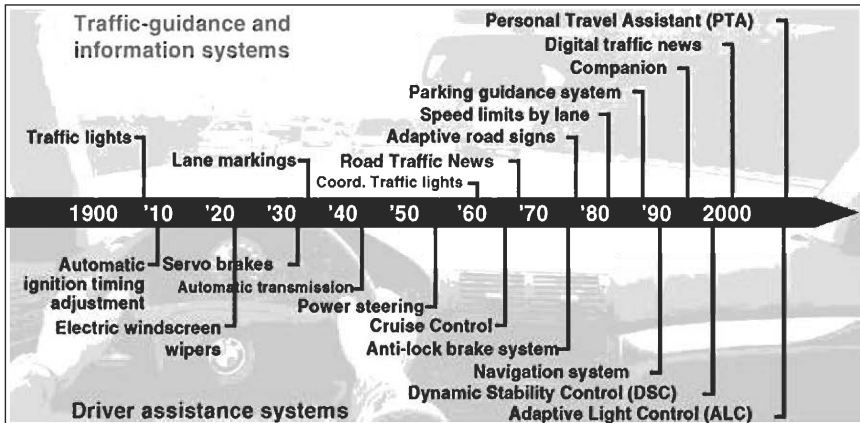 Traffic-guidance and
information systems
Personal Travel Assistant (PTA)
Digital traffic news
Companion
Parking guidance system
Speed limits by lane
Traffic lights
Adaptive road signs
Lane markings
Road Traffic News
Coord. Traffic lights
1900 '10 '20 '30 '40 '50 '60 '70 '80 '90 2000
Automatic
ignition timing
adjustment
Servo brakes
Automatic transmission
Power steering
Electric windscreen
wipers
Cruise Control
Anti-lock brake system
Navigation system
Dynamic Stability Control (DSC)
Driver assistance systems
Adaptive Light Control (ALC)